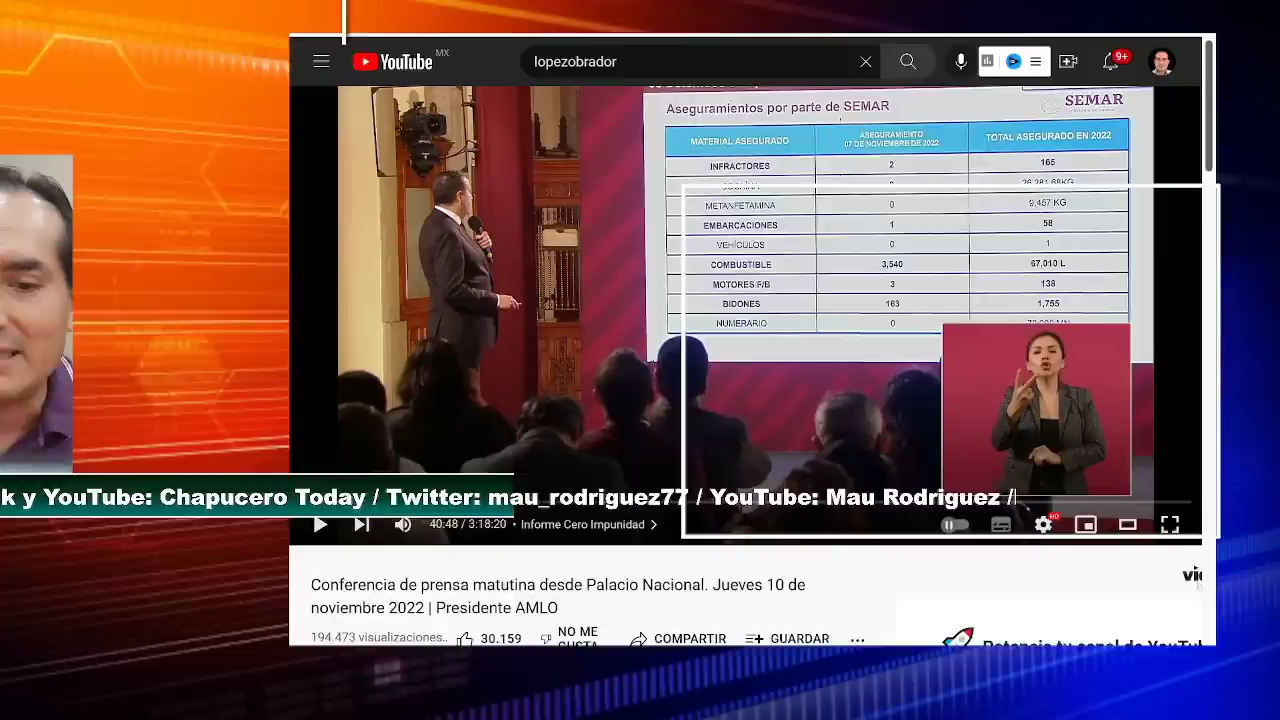 YouTube MX
lopezobrador
9+
Aseguramientos por parte de SEMAR
SEMAR
MATERIAL ASEGURADO ASEGURAMIENTO 07 DE NOVIEMBRE DE 2022 TOTAL ASEGURADO EN 2022
INFRACTORES 2 165
METANFETAMINA 0 9,457 KG
EMBARCACIONES 1 58
VEHÍCULOS 0 1
COMBUSTIBLE 3,540 67,010 L
MOTORES F/B 3 138
BIDONES 163 1,755
NUMERARIO 0
k y YouTube: Chapucero Today / Twitter: mau_rodriguez77 / YouTube: Mau Rodriguez /
40:48 / 3:18:20 • Informe Cero Impunidad
HD
Conferencia de prensa matutina desde Palacio Nacional. Jueves 10 de
noviembre 2022 | Presidente AMLO
194.473 visualizaciones... 30.159 NO ME GUSTA COMPARTIR GUARDAR ...